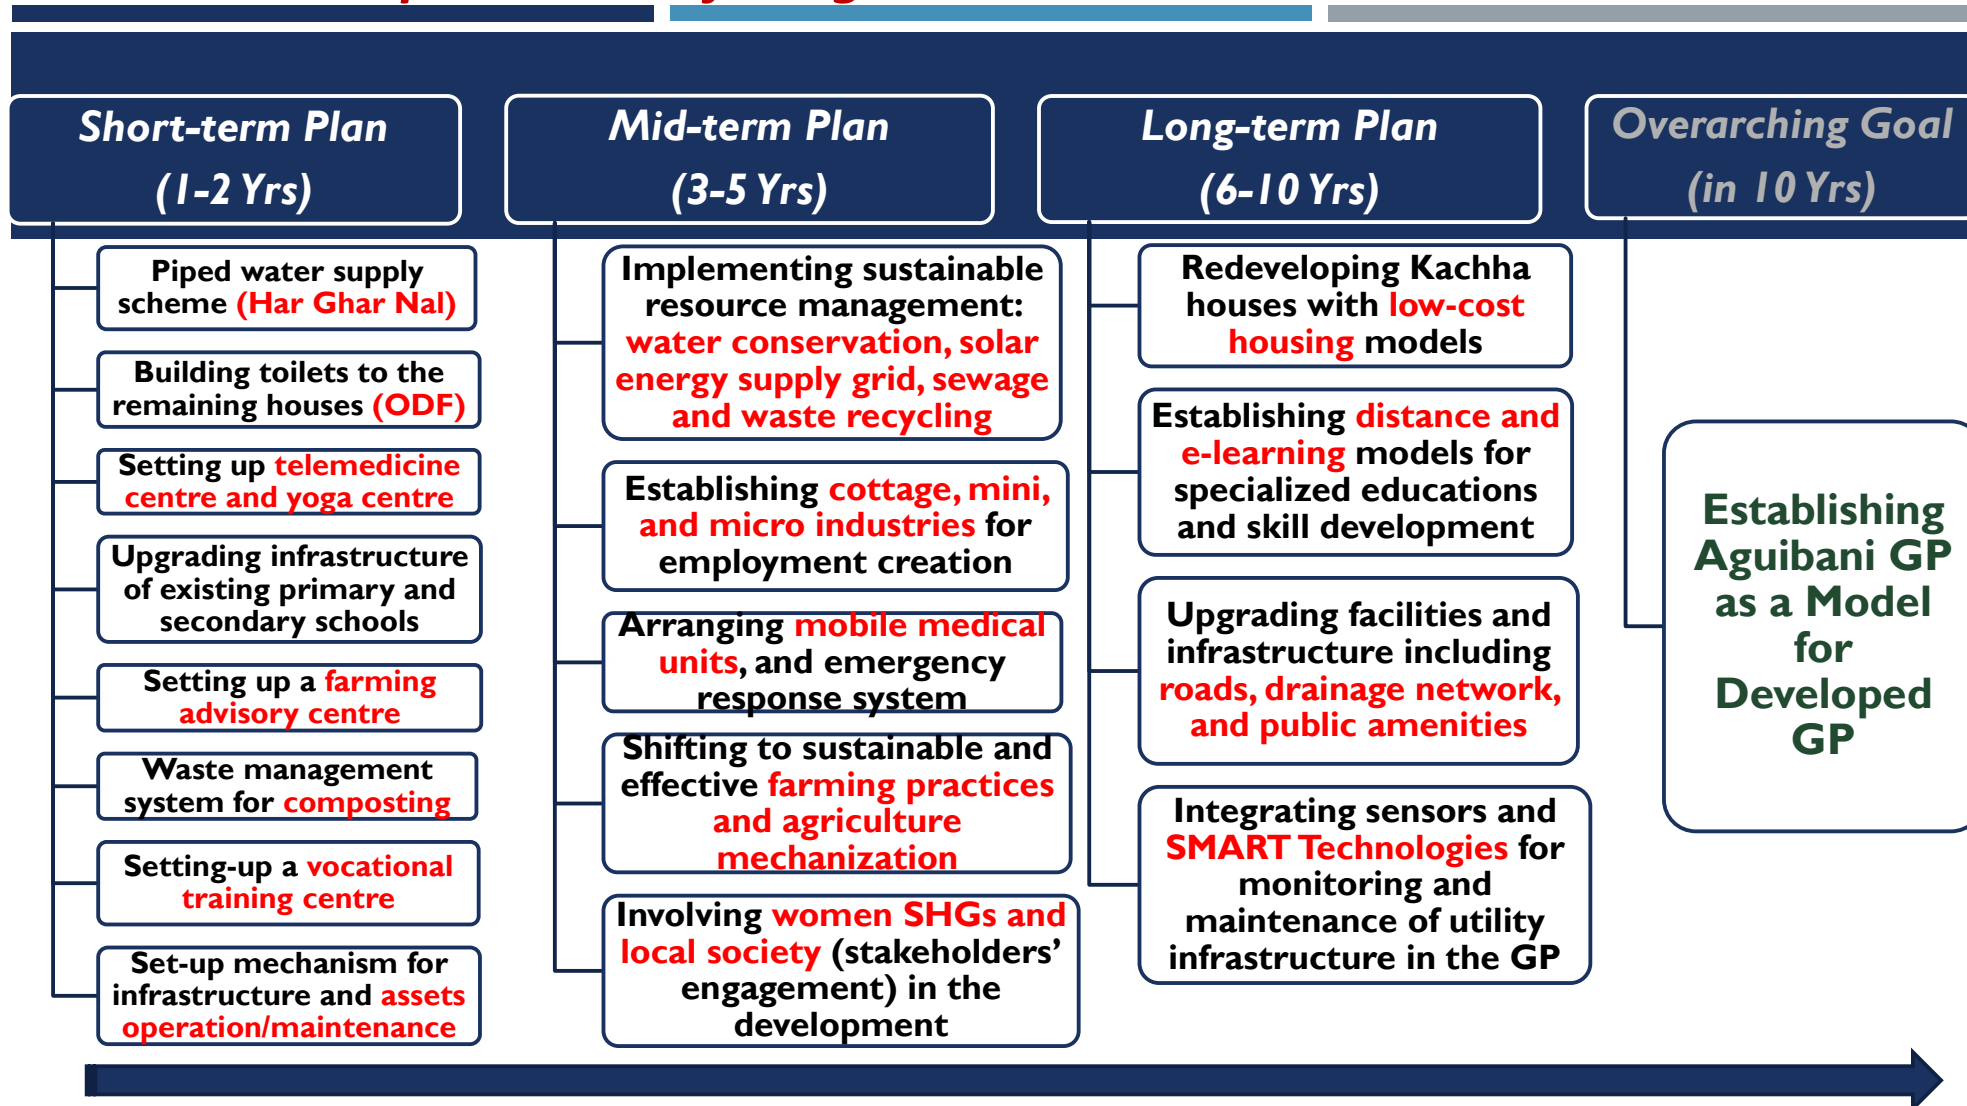 Short-term Plan
(1-2 Yrs)
Piped water supply
scheme (Har Ghar Nal)
Building toilets to the
remaining houses (ODF)
Setting up telemedicine
centre and yoga centre
Upgrading infrastructure
of existing primary and
secondary schools
Setting up a farming
advisory centre
Waste management
system for composting
Setting-up a vocational
training centre
Set-up mechanism for
infrastructure and assets
operation/maintenance
Mid-term Plan
(3-5 Yrs)
Implementing sustainable
resource management:
water conservation, solar
energy supply grid, sewage
and waste recycling
Establishing cottage, mini,
and micro industries for
employment creation
Arranging mobile medical
units, and emergency
response system
Shifting to sustainable and
effective farming practices
and agriculture
mechanization
Involving women SHGs and
local society (stakeholders’
engagement) in the
development
Long-term Plan
(6-10 Yrs)
Redeveloping Kachha
houses with low-cost
housing models
Establishing distance and
e-learning models for
specialized educations
and skill development
Upgrading facilities and
infrastructure including
roads, drainage network,
and public amenities
Integrating sensors and
SMART Technologies for
monitoring and
maintenance of utility
infrastructure in the GP
Overarching Goal
(in 10 Yrs)
Establishing
Aguibani GP
as a Model
for
Developed
GP